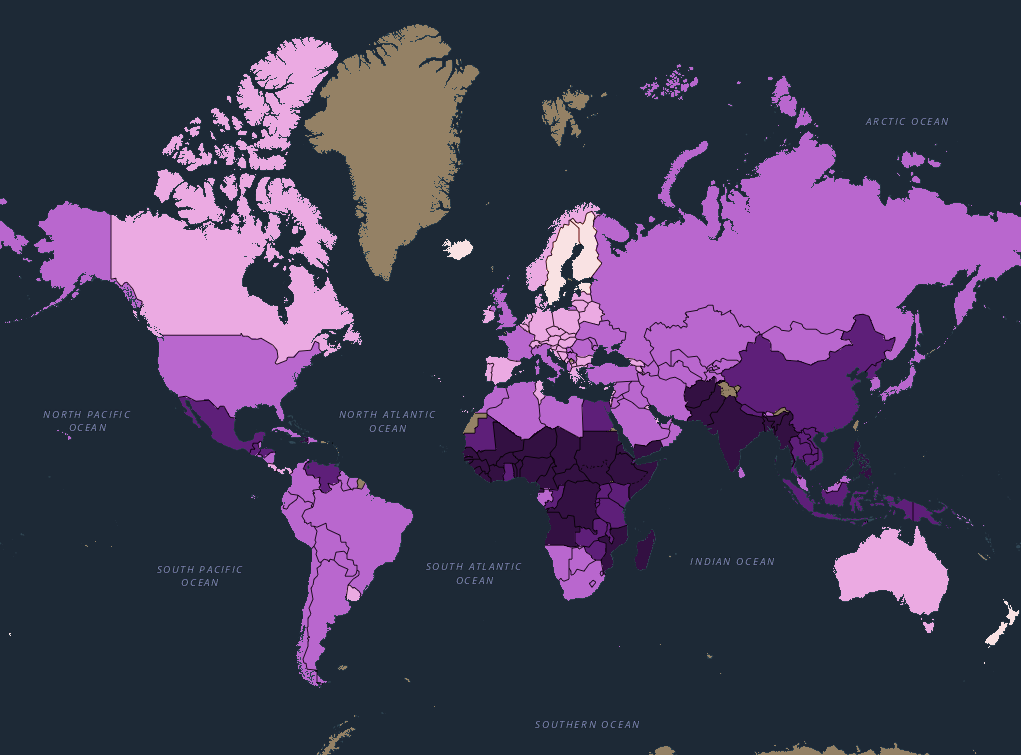 ARCTIC OCEAN
NORTH PACIFIC
OCEAN
NORTH ATLANTIC
OCEAN
SOUTH PACIFIC
OCEAN
SOUTH ATLANTIC
OCEAN
INDIAN OCEAN
SOUTHERN OCEAN